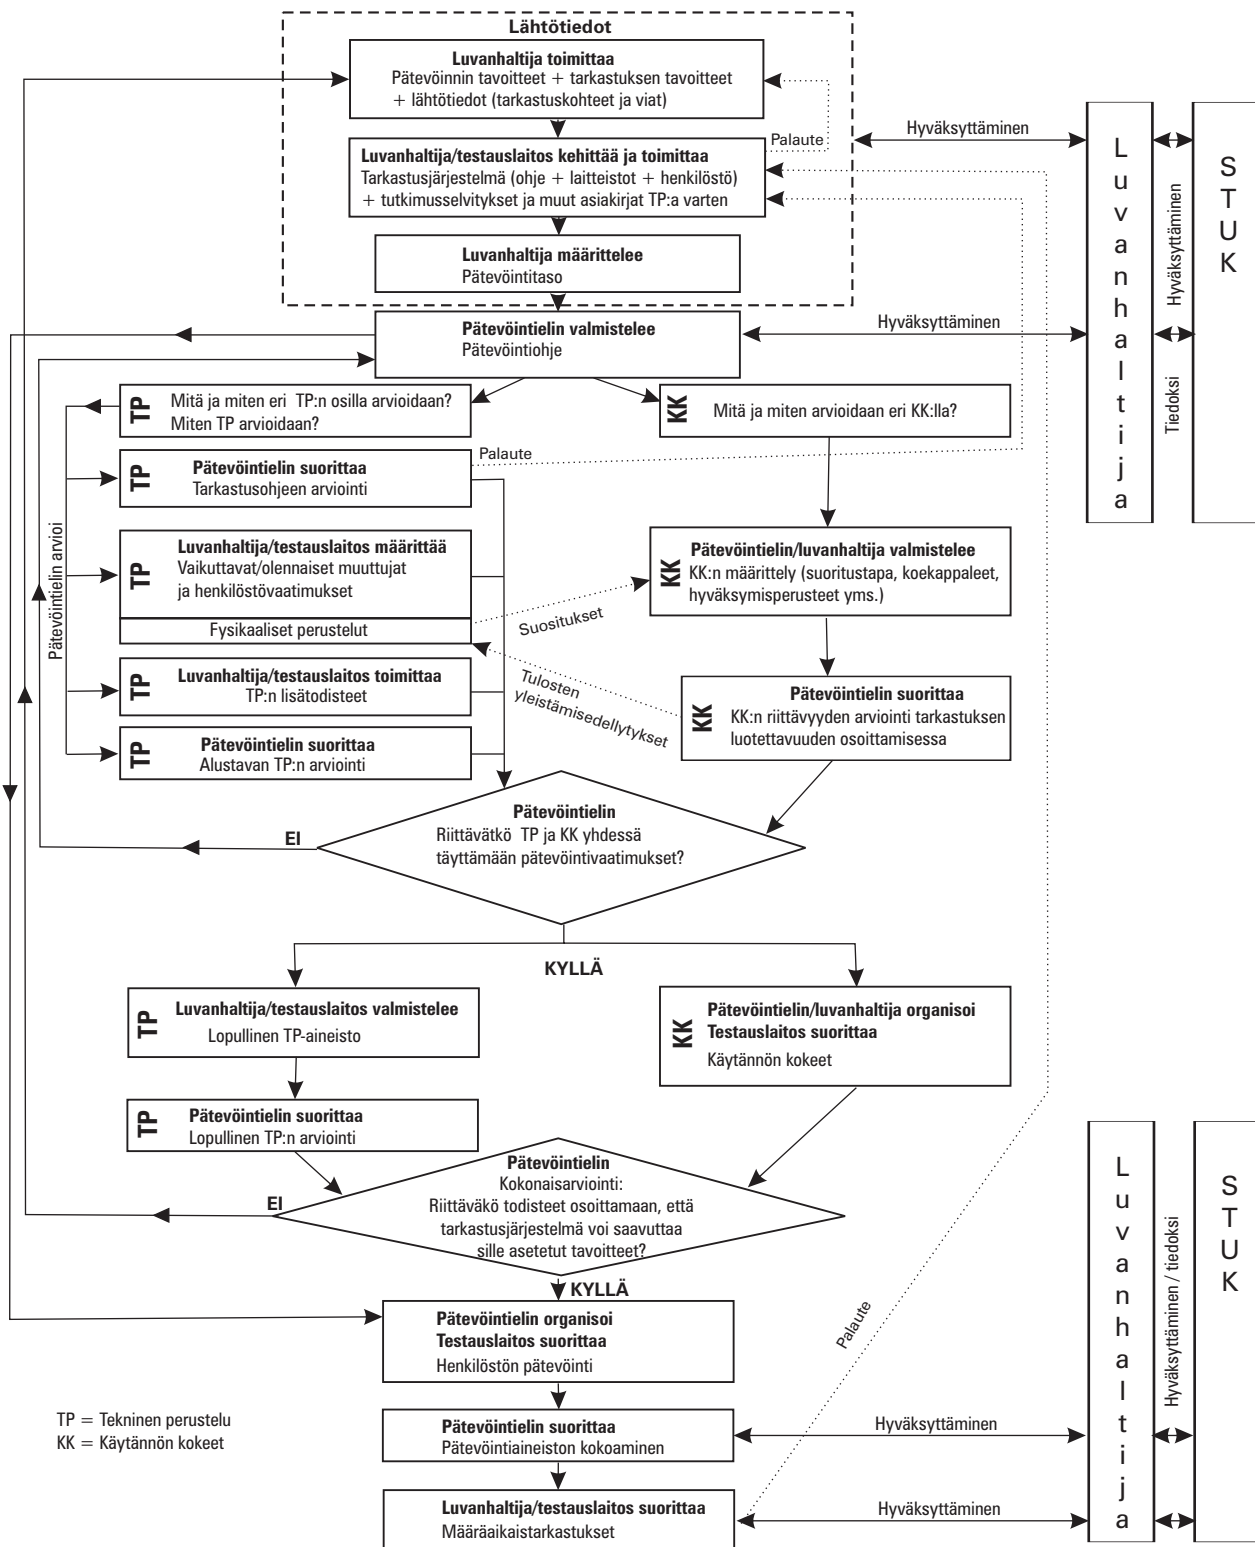 Lähtötiedot
Luvanhaltija toimittaa
Pätevöinnin tavoitteet + tarkastuksen tavoitteet
+ lähtötiedot (tarkastuskohteet ja viat)
Palaute
Luvanhaltija/testauslaitos kehittää ja toimittaa
Tarkastusjärjestelmä (ohje + laitteistot + henkilöstö)
+ tutkimusselvitykset ja muut asiakirjat TP:a varten
Luvanhaltija määrittelee
Pätevöintitaso
Hyväksyttäminen
Pätevöintielin valmistelee
Pätevöintiohje
Hyväksyttäminen
Luvanhaltija
Hyväksyttäminen
Tiedoksi
STUK
TP
Mitä ja miten eri TP:n osilla arvioidaan?
Miten TP arvioidaan?
KK
Mitä ja miten arvioidaan eri KK:lla?
Pätevöintielin arvioi
TP
Pätevöintielin suorittaa
Tarkastusohjeen arviointi
Palaute
TP
Luvanhaltija/testauslaitos määrittää
Vaikuttavat/olennaiset muuttujat
ja henkilöstövaatimukset
Fysikaaliset perustelut
KK
Pätevöintielin/luvanhaltija valmistelee
KK:n määrittely (suoritustapa, koekappaleet,
hyväksymisperusteet yms.)
Suositukset
TP
Luvanhaltija/testauslaitos toimittaa
TP:n lisätodisteet
Tulosten
yleistämisedellytykset
KK
Pätevöintielin suorittaa
KK:n riittävyyden arviointi tarkastuksen
luotettavuuden osoittamisessa
TP
Pätevöintielin suorittaa
Alustavan TP:n arviointi
Pätevöintielin
Riittävätkö TP ja KK yhdessä
täyttämään pätevöintivaatimukset?
EI
KYLLÄ
TP
Luvanhaltija/testauslaitos valmistelee
Lopullinen TP-aineisto
KK
Pätevöintielin/luvanhaltija organisoi
Testauslaitos suorittaa
Käytännön kokeet
TP
Pätevöintielin suorittaa
Lopullinen TP:n arviointi
Pätevöintielin
Kokonaisarviointi:
Riittäväkö todisteet osoittamaan, että
tarkastusjärjestelmä voi saavuttaa
sille asetetut tavoitteet?
EI
KYLLÄ
Pätevöintielin organisoi
Testauslaitos suorittaa
Henkilöstön pätevöinti
Palaute
Pätevöintielin suorittaa
Pätevöintiaineiston kokoaminen
Hyväksyttäminen
Luvanhaltija/testauslaitos suorittaa
Määräaikaistarkastukset
Hyväksyttäminen
Luvanhaltija
Hyväksyttäminen / tiedoksi
STUK
TP = Tekninen perustelu
KK = Käytännön kokeet